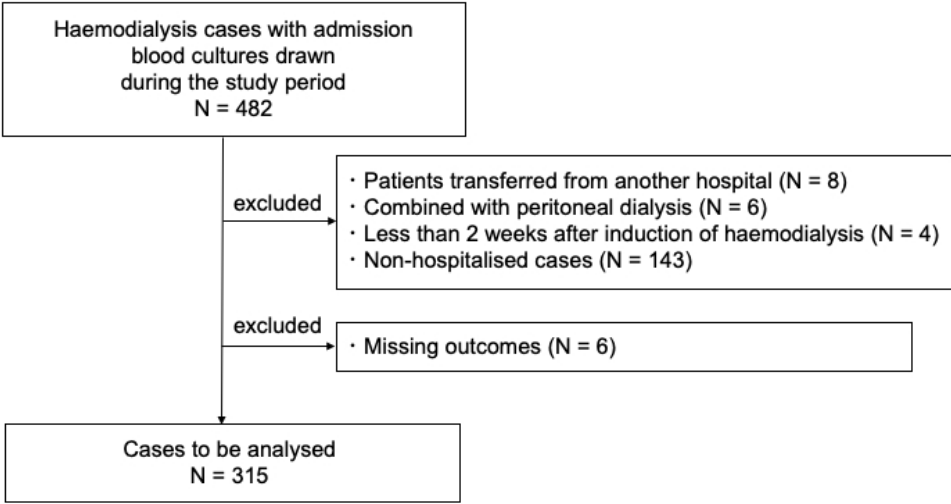 Haemodialysis cases with admission
blood cultures drawn
during the study period
N = 482
excluded
・Patients transferred from another hospital (N = 8)
・Combined with peritoneal dialysis (N = 6)
・Less than 2 weeks after induction of haemodialysis (N = 4)
・Non-hospitalised cases (N = 143)
excluded
・Missing outcomes (N = 6)
Cases to be analysed
N = 315